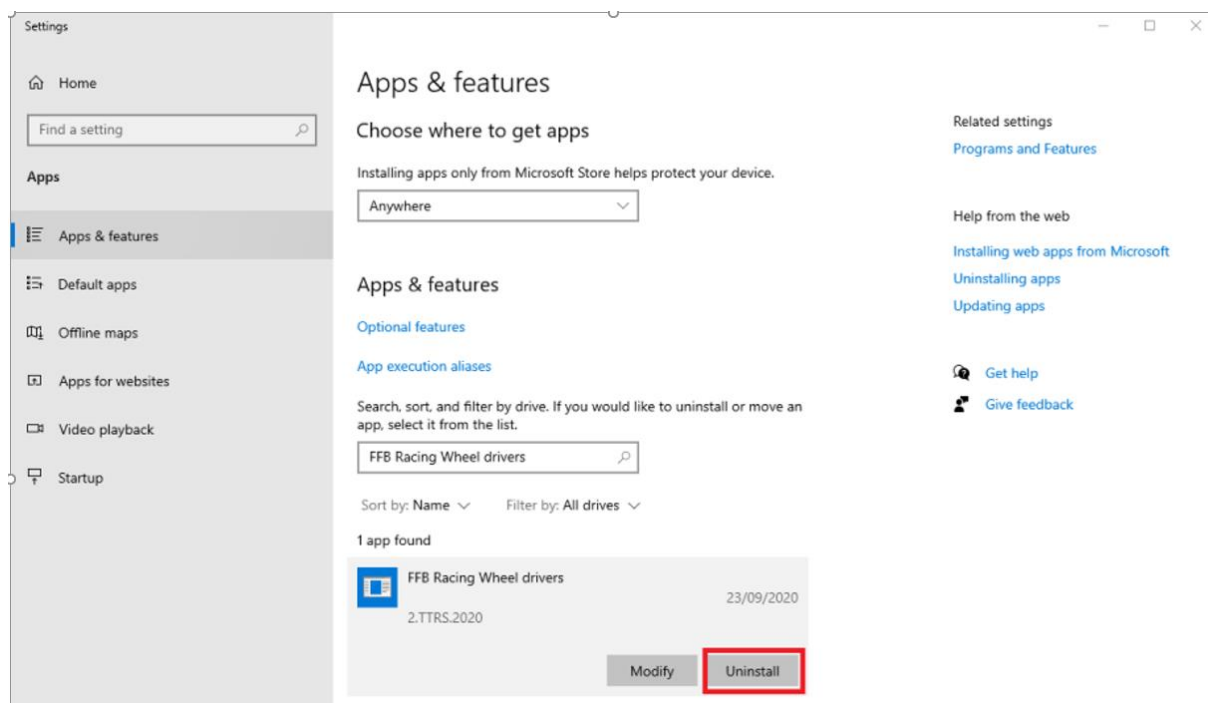 Settings
Home
Find a setting
Apps
Apps & features
Default apps
Offline maps
Apps for websites
Video playback
Startup
Apps & features
Choose where to get apps
Installing apps only from Microsoft Store helps protect your device.
Anywhere
Apps & features
Optional features
App execution aliases
Search, sort, and filter by drive. If you would like to uninstall or move an
app, select it from the list.
FFB Racing Wheel drivers
Sort by: Name Filter by: All drives
1 app found
FFB Racing Wheel drivers
23/09/2020
2.TTRS.2020
Modify Uninstall
Related settings
Programs and Features
Help from the web
Installing web apps from Microsoft
Uninstalling apps
Updating apps
Get help
Give feedback